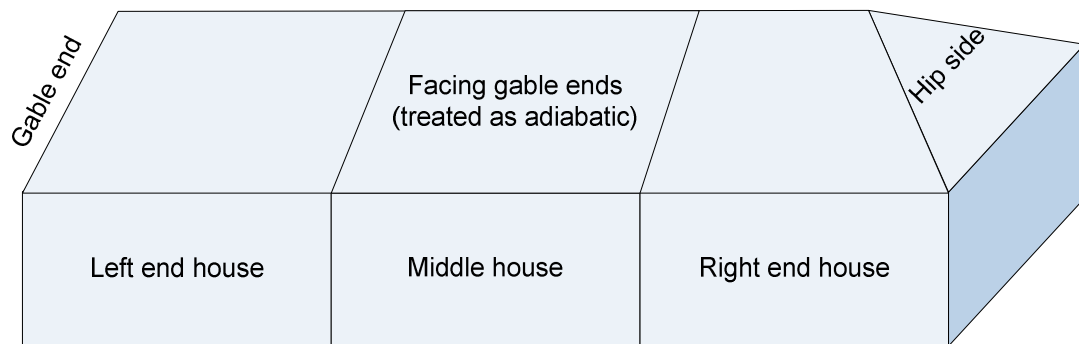 Gable end
Facing gable ends
(treated as adiabatic)
Hip side
Left end house
Middle house
Right end house